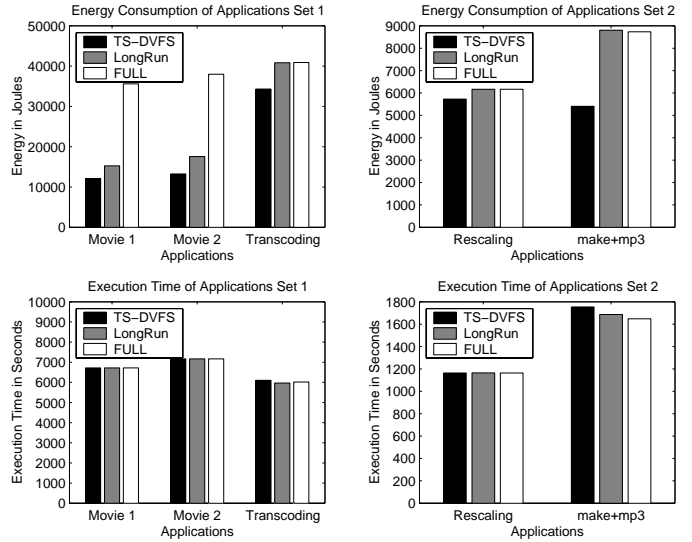 Energy Consumption of Applications Set 1
Energy in Joules
50000
40000
30000
20000
10000
0
TS−DVFS
LongRun
FULL
Movie 1 Movie 2 Transcoding
Applications
Energy Consumption of Applications Set 2
Energy in Joules
9000
8000
7000
6000
5000
4000
3000
2000
1000
0
TS−DVFS
LongRun
FULL
Rescaling make+mp3
Applications
Execution Time of Applications Set 1
Execution Time in Seconds
10000
9000
8000
7000
6000
5000
4000
3000
2000
1000
0
TS−DVFS
LongRun
FULL
Movie 1 Movie 2 Transcoding
Applications
Execution Time of Applications Set 2
Execution Time in Seconds
1800
1600
1400
1200
1000
800
600
400
200
0
TS−DVFS
LongRun
FULL
Rescaling make+mp3
Applications